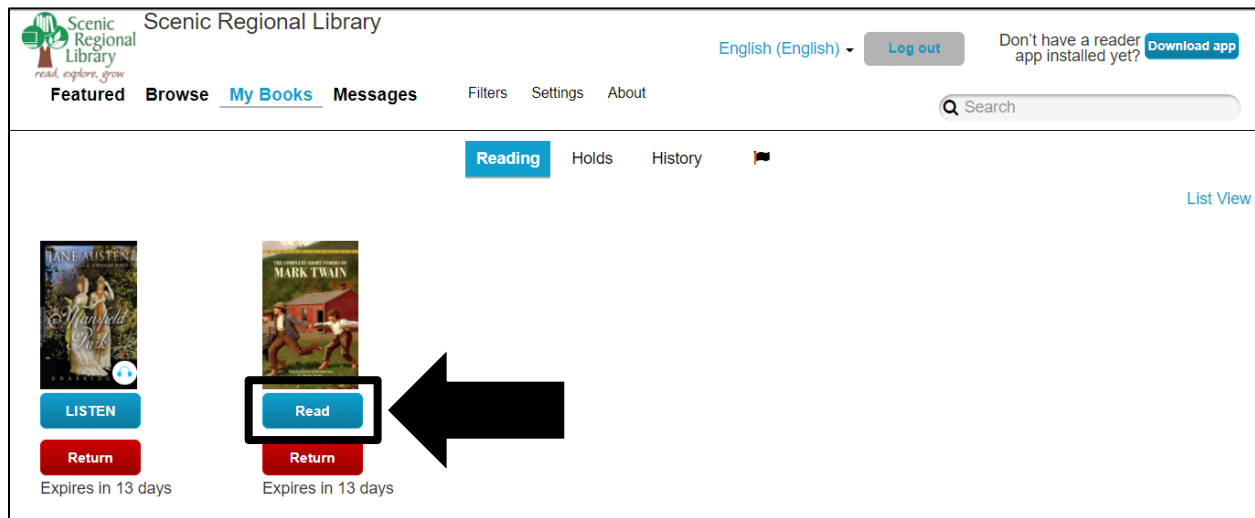 Scenic
Regional
Library
read, explore, grow
Scenic Regional Library
English (English)
Log out
Don't have a reader
app installed yet?
Download app
Featured Browse My Books Messages
Filters Settings About
Search
Reading Holds History
List View
JANE AUSTEN
Mansfield
Park
UNABRIDGED
THE COMPLETE SHORT STORIES OF
MARK TWAIN
LISTEN
Read
Return
Return
Expires in 13 days
Expires in 13 days